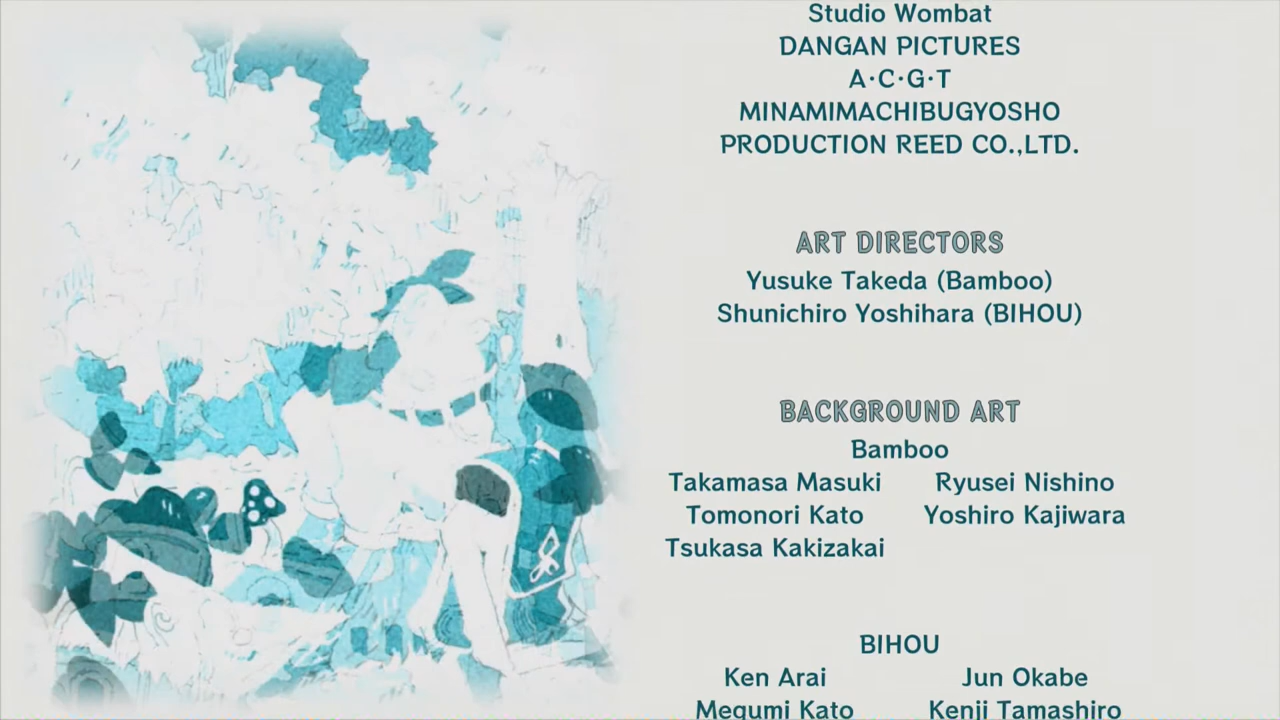 Studio Wombat
DANGAN PICTURES
A·C·G·T
MINAMIMACHIBUGYOSHO
PRODUCTION REED CO.,LTD.
ART DIRECTORS
Yusuke Takeda (Bamboo)
Shunichiro Yoshihara (BIHOU)
BACKGROUND ART
Bamboo
Takamasa Masuki Ryusei Nishino
Tomonori Kato Yoshiro Kajiwara
Tsukasa Kakizakai
BIHOU
Ken Arai Jun Okabe
Megumi Kato Kenji Tamashiro